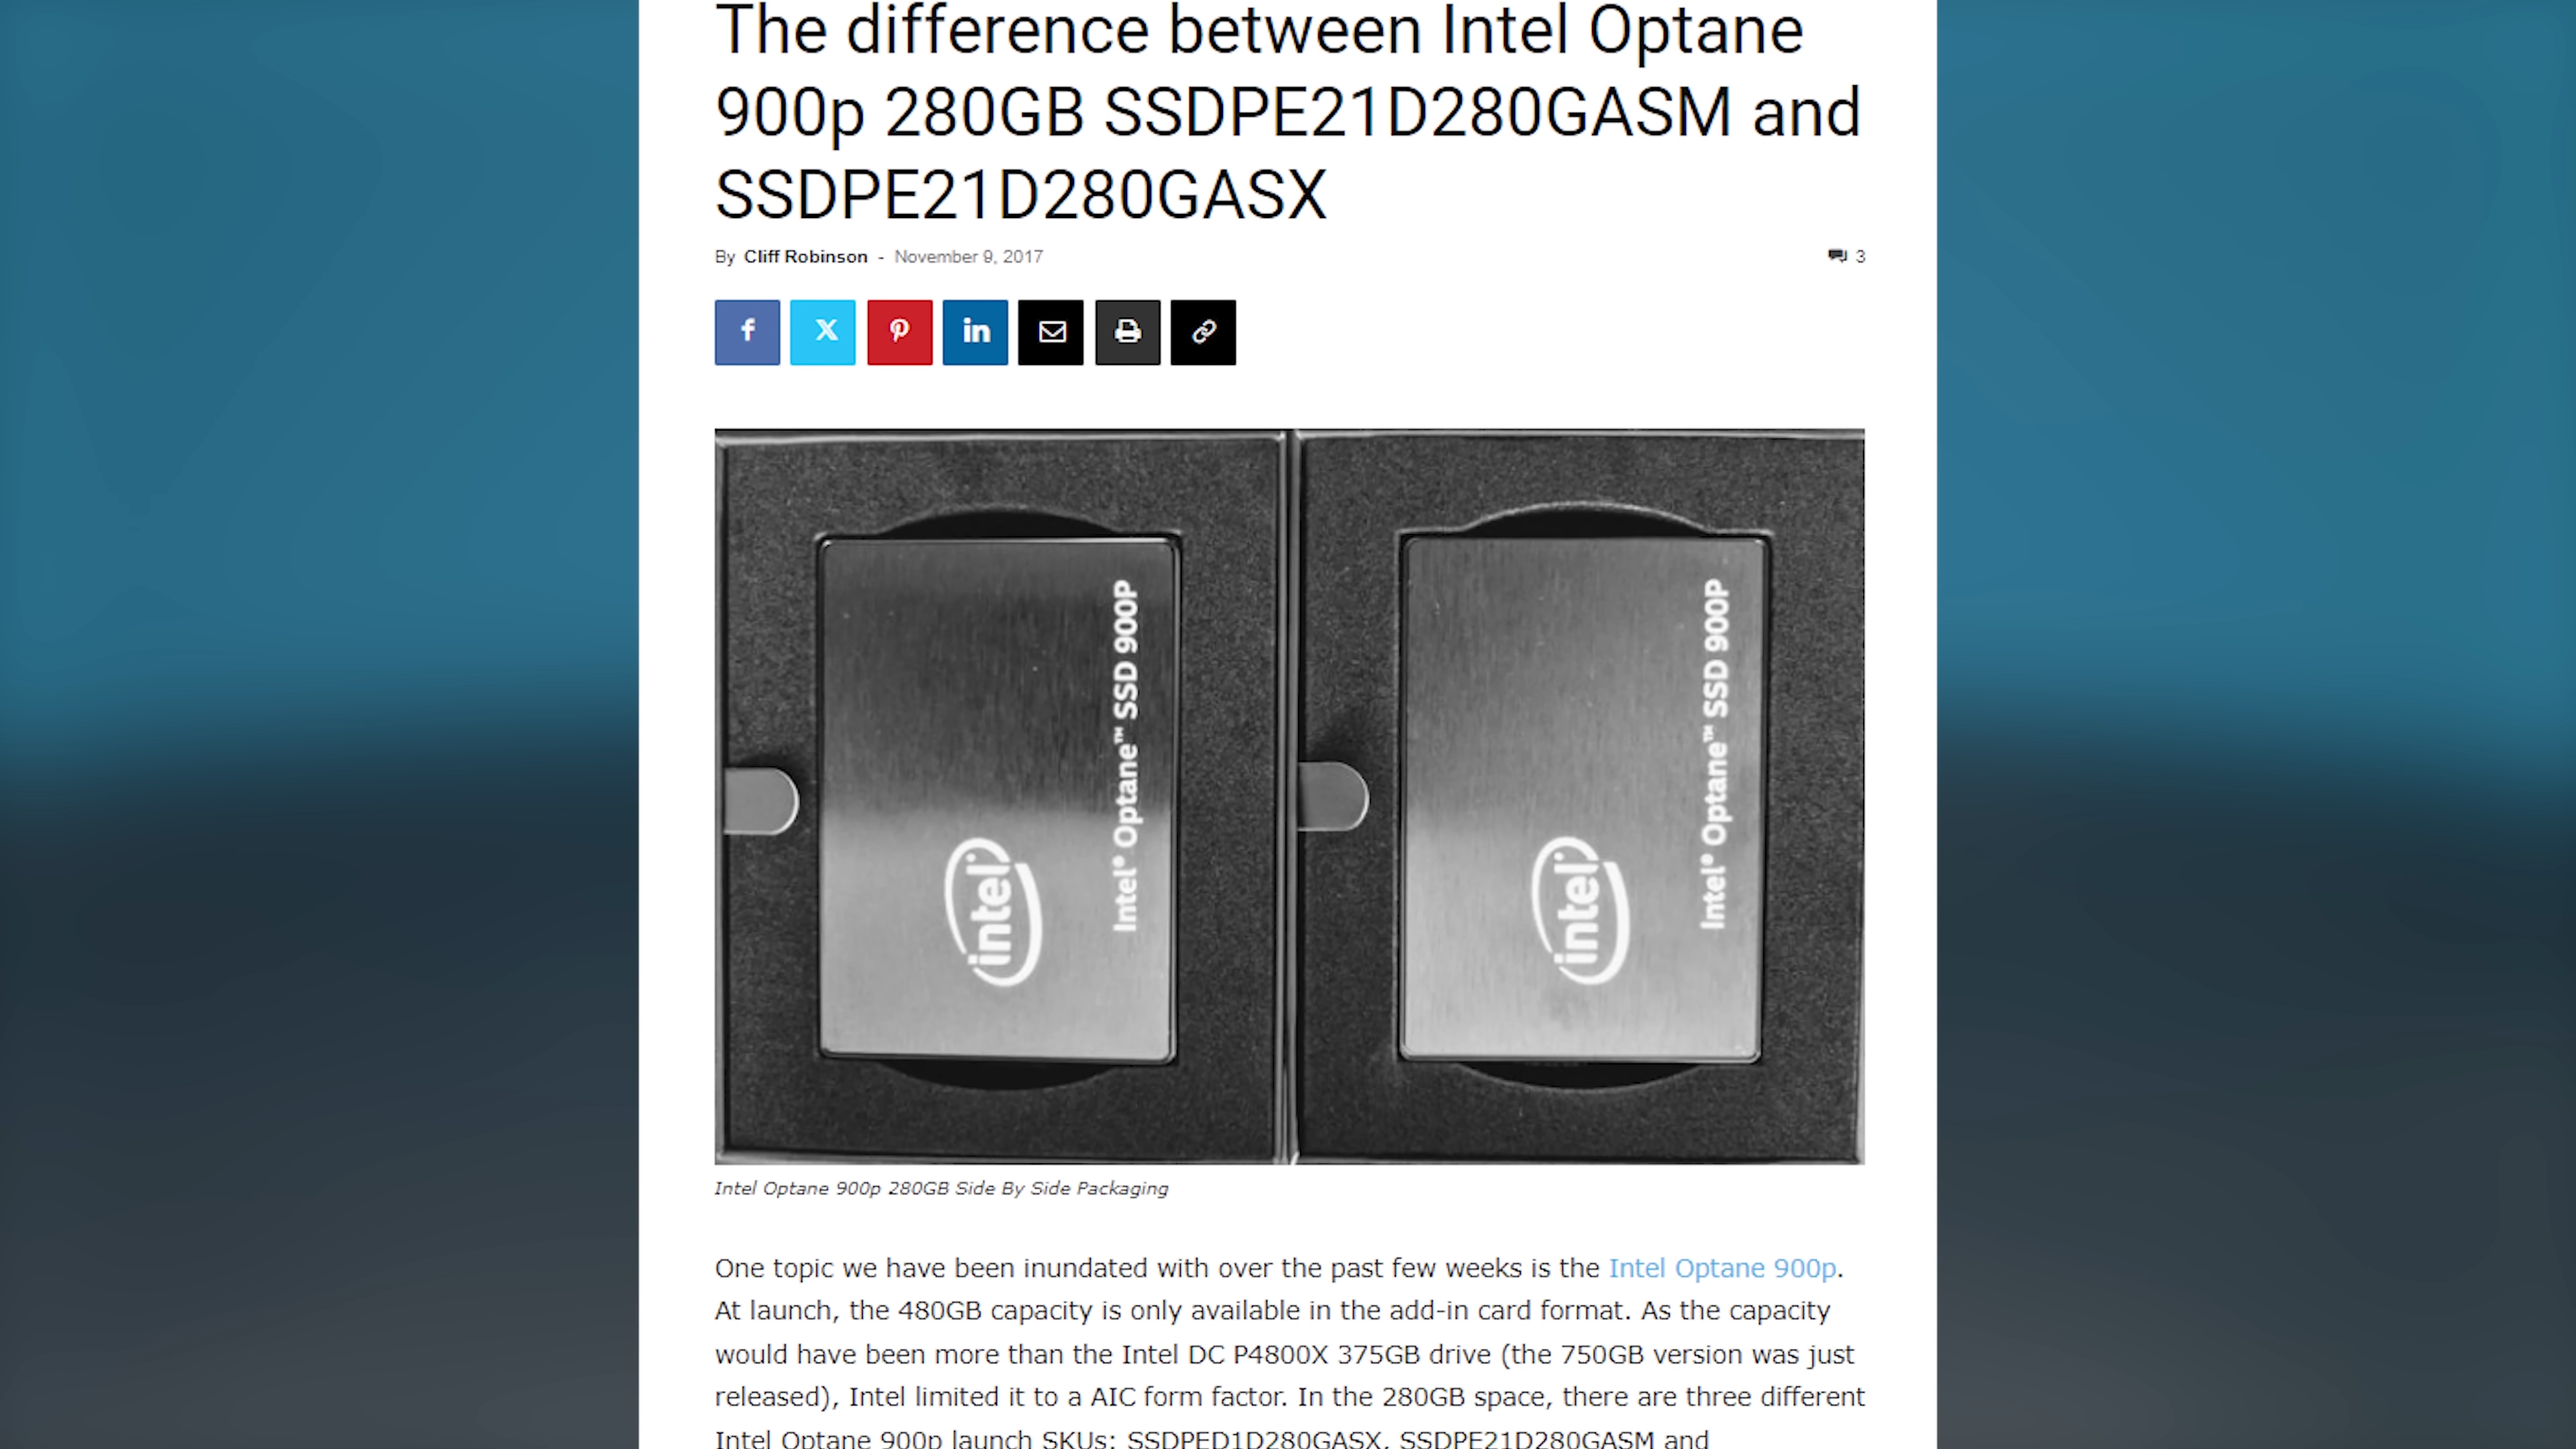 The difference between Intel Optane
900p 280GB SSDPE21D280GASM and
SSDPE21D280GASX
By Cliff Robinson - November 9, 2017
3
f X P in
Intel® Optane™ SSD 900P
intel
Intel® Optane™ SSD 900P
intel
Intel Optane 900p 280GB Side By Side Packaging
One topic we have been inundated with over the past few weeks is the Intel Optane 900p.
At launch, the 480GB capacity is only available in the add-in card format. As the capacity
would have been more than the Intel DC P4800X 375GB drive (the 750GB version was just
released), Intel limited it to a AIC form factor. In the 280GB space, there are three different
Intel Optane 900p launch SKUs: SSDPED1D280GASX, SSDPE21D280GASM and